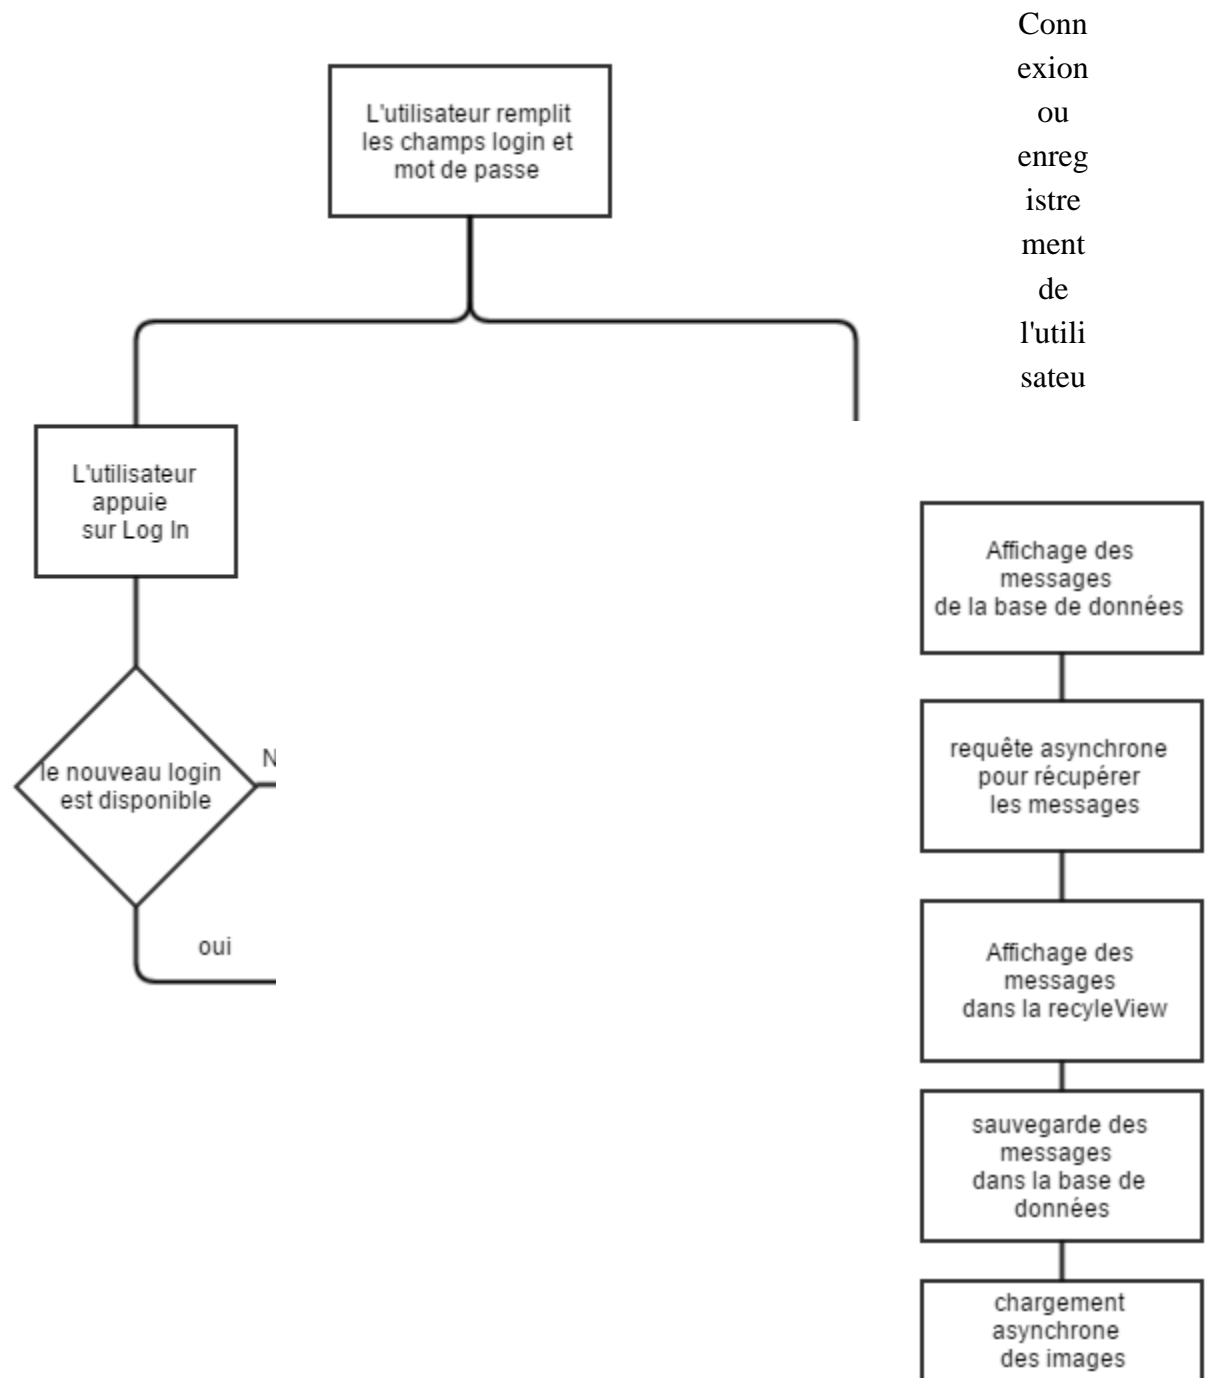 Conn
exion
ou
enreg
istre
ment
de
l'utili
sateu
L'utilisateur remplit
les champs login et
mot de passe
L'utilisateur
appuie
sur Log In
le nouveau login
est disponible
N
oui
Affichage des
messages
de la base de données
requête asynchrone
pour récupérer
les messages
Affichage des
messages
dans la recyleView
sauvegarde des
messages
dans la base de
données
chargement
asynchrone
des images